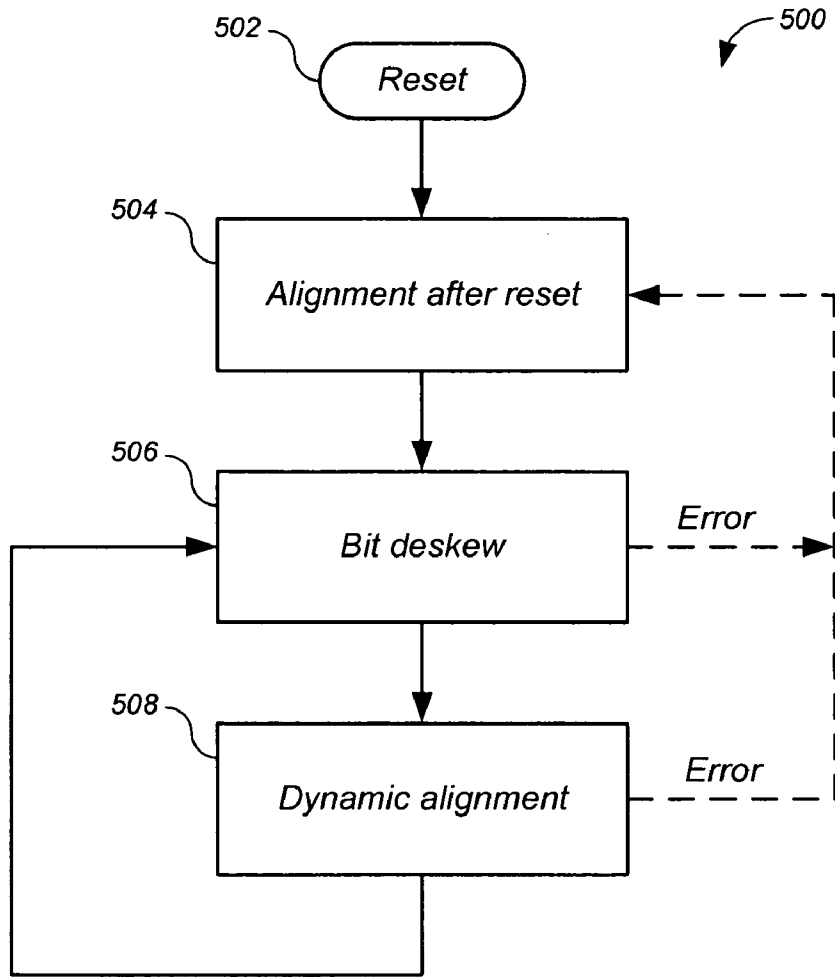 500
502
Reset
504
Alignment after reset
506
Bit deskew
Error
508
Dynamic alignment
Error